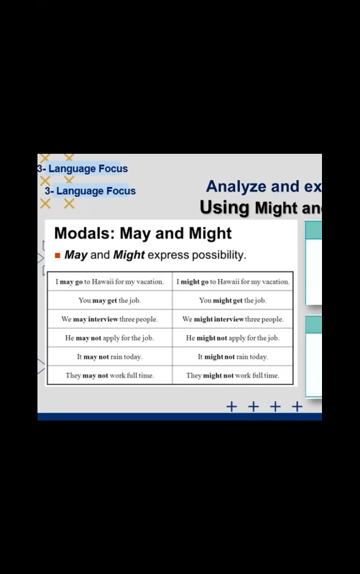 3- Language Focus
3- Language Focus
Analyze and ex
Using Might an
Modals: May and Might
May and Might express possibility.
I may go to Hawaii for my vacation. I might go to Hawaii for my vacation.
You may get the job. You might get the job.
We may interview three people. We might interview three people.
He may not apply for the job. He might not apply for the job.
It may not rain today. It might not rain today.
They may not work full time. They might not work full time.